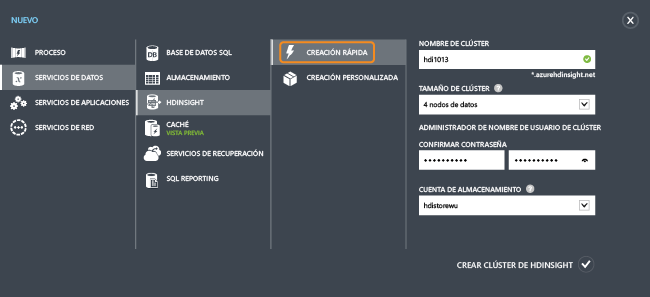 NUEVO
PROCESO
SERVICIOS DE DATOS
SERVICIOS DE APLICACIONES
SERVICIOS DE RED
BASE DE DATOS SQL
DB
ALMACENAMIENTO
HDINSIGHT
CACHÉ
VISTA PREVIA
SERVICIOS DE RECUPERACIÓN
SQL REPORTING
DB
CREACIÓN RÁPIDA
CREACIÓN PERSONALIZADA
NOMBRE DE CLÚSTER
hdi1013
*.azurehdinsight.net
TAMAÑO DE CLÚSTER ?
4 nodos de datos
ADMINISTRADOR DE NOMBRE DE USUARIO DE CLÚSTER
CONFIRMAR CONTRASEÑA
•••••••••• ••••••••••
CUENTA DE ALMACENAMIENTO ?
hdistorewu
CREAR CLÚSTER DE HDINSIGHT